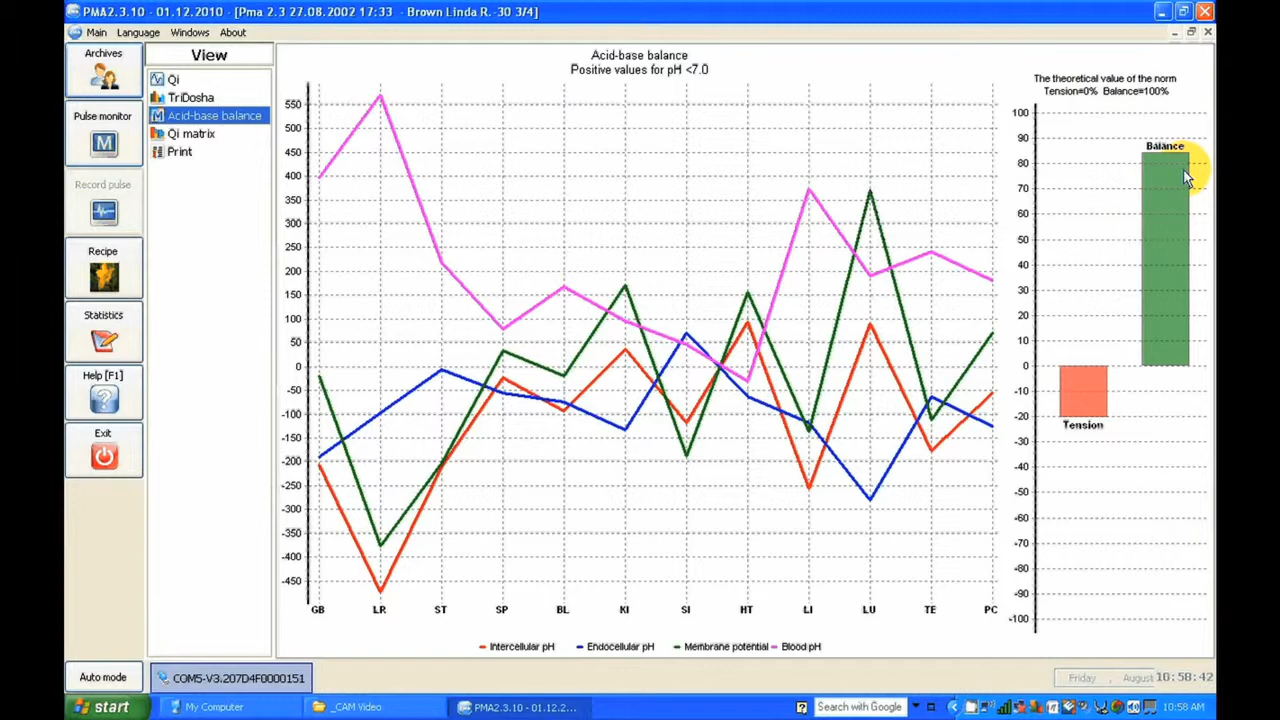 PMA2.3.10 - 01.12.2010 - [Pma 2.3 27.08.2002 17:33 - Brown Linda R.-30 3/4]
Main Language Windows About
Archives
Pulse monitor
M
Record pulse
Recipe
Statistics
Help [F1]
?
Exit
Auto mode
View
Qi
TriDosha
M Acid-base balance
Qi matrix
Print
Acid-base balance
Positive values for pH <7.0
550
500
450
400
350
300
250
200
150
100
50
0
-50
-100
-150
-200
-250
-300
-350
-400
-450
GB LR ST SP BL KI SI HT LI LU TE PC
Intercellular pH Endocellular pH Membrane potential Blood pH
The theoretical value of the norm
Tension=0% Balance=100%
100
90
80
70
60
50
40
30
20
10
0
-10
-20
-30
-40
-50
-60
-70
-80
-90
-100
Balance
Tension
COM5-V3.207D4F0000151
Friday , August 10:58:42
start My Computer _CAM Video PMA2.3.10 - 01.12.2... Search with Google 10:58 AM